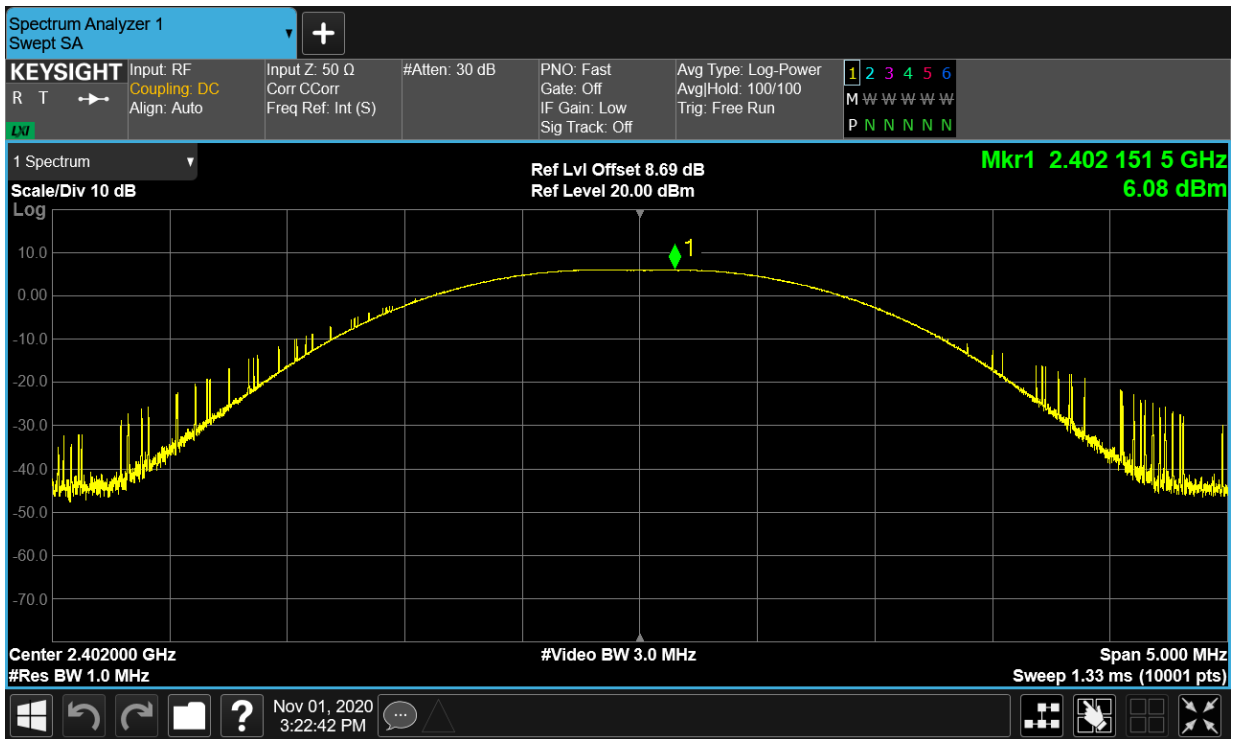 Spectrum Analyzer 1
Swept SA
+
KEYSIGHT
R T
LXI
Input: RF
Coupling: DC
Align: Auto
Input Z: 50 Ω
Corr CCorr
Freq Ref: Int (S)
#Atten: 30 dB
PNO: Fast
Gate: Off
IF Gain: Low
Sig Track: Off
Avg Type: Log-Power
Avg|Hold: 100/100
Trig: Free Run
1 2 3 4 5 6
M W W W W W
P N N N N N
1 Spectrum
Scale/Div 10 dB
Log
Ref Lvl Offset 8.69 dB
Ref Level 20.00 dBm
Mkr1 2.402 151 5 GHz
6.08 dBm
1
10.0
0.00
-10.0
-20.0
-30.0
-40.0
-50.0
-60.0
-70.0
Center 2.402000 GHz
#Res BW 1.0 MHz
#Video BW 3.0 MHz
Span 5.000 MHz
Sweep 1.33 ms (10001 pts)
?
Nov 01, 2020
3:22:42 PM